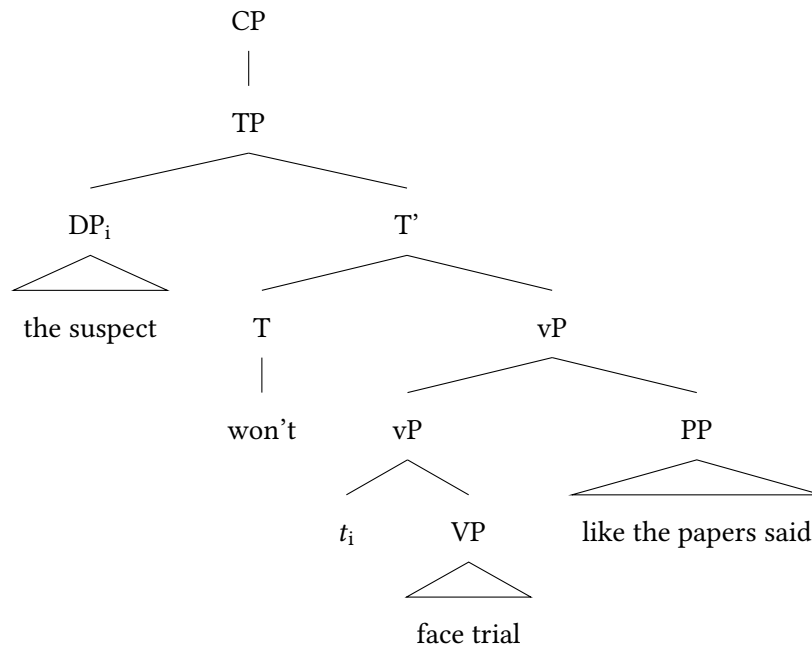 CP
TP
DPi T’
the suspect T vP
won’t vP PP
ti VP like the papers said
face trial